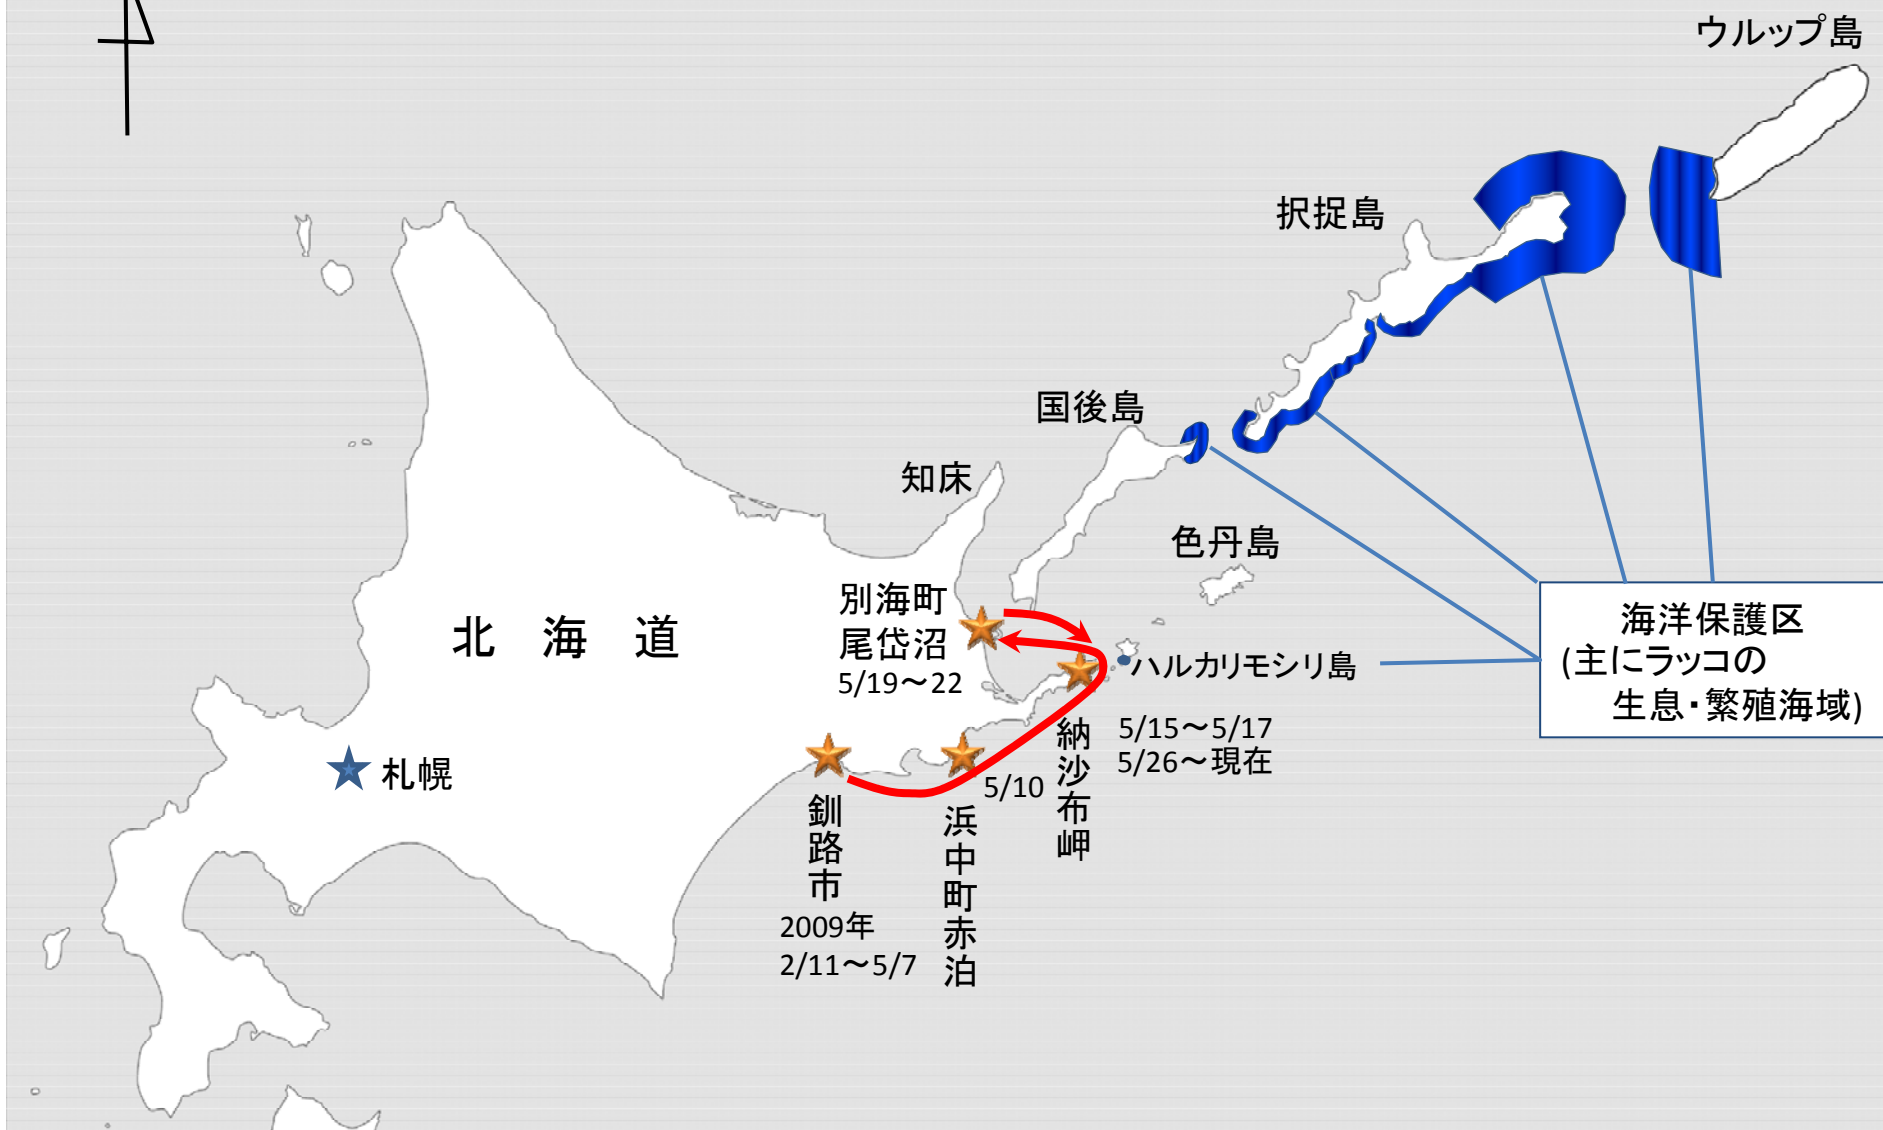 ウルップ島
択捉島
国後島
知床
色丹島
別海町
尾岱沼
5/19～22
北海道
ハルカリモシリ島
海洋保護区
(主にラッコの
生息・繁殖海域)
納沙布岬
5/15～5/17
5/26～現在
札幌
5/10
釧路市
2009年
2/11～5/7
浜中町赤泊